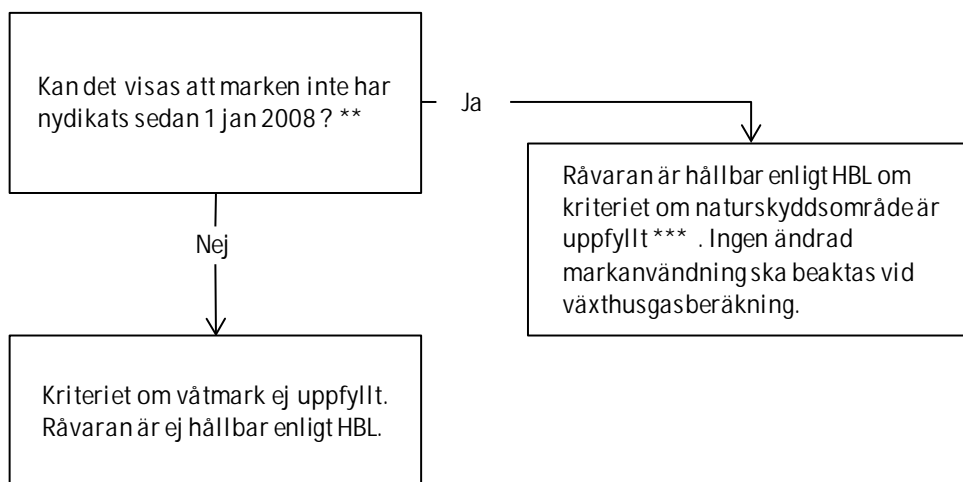 Kan det visas att marken inte har
nydikats sedan 1 jan 2008? **
Ja
Råvaran är hållbar enligt HBL om
kriteriet om naturskyddsområde är
uppfyllt *** . Ingen ändrad
markanvändning ska beaktas vid
växthusgasberäkning.
Nej
Kriteriet om våtmark ej uppfyllt.
Råvaran är ej hållbar enligt HBL.